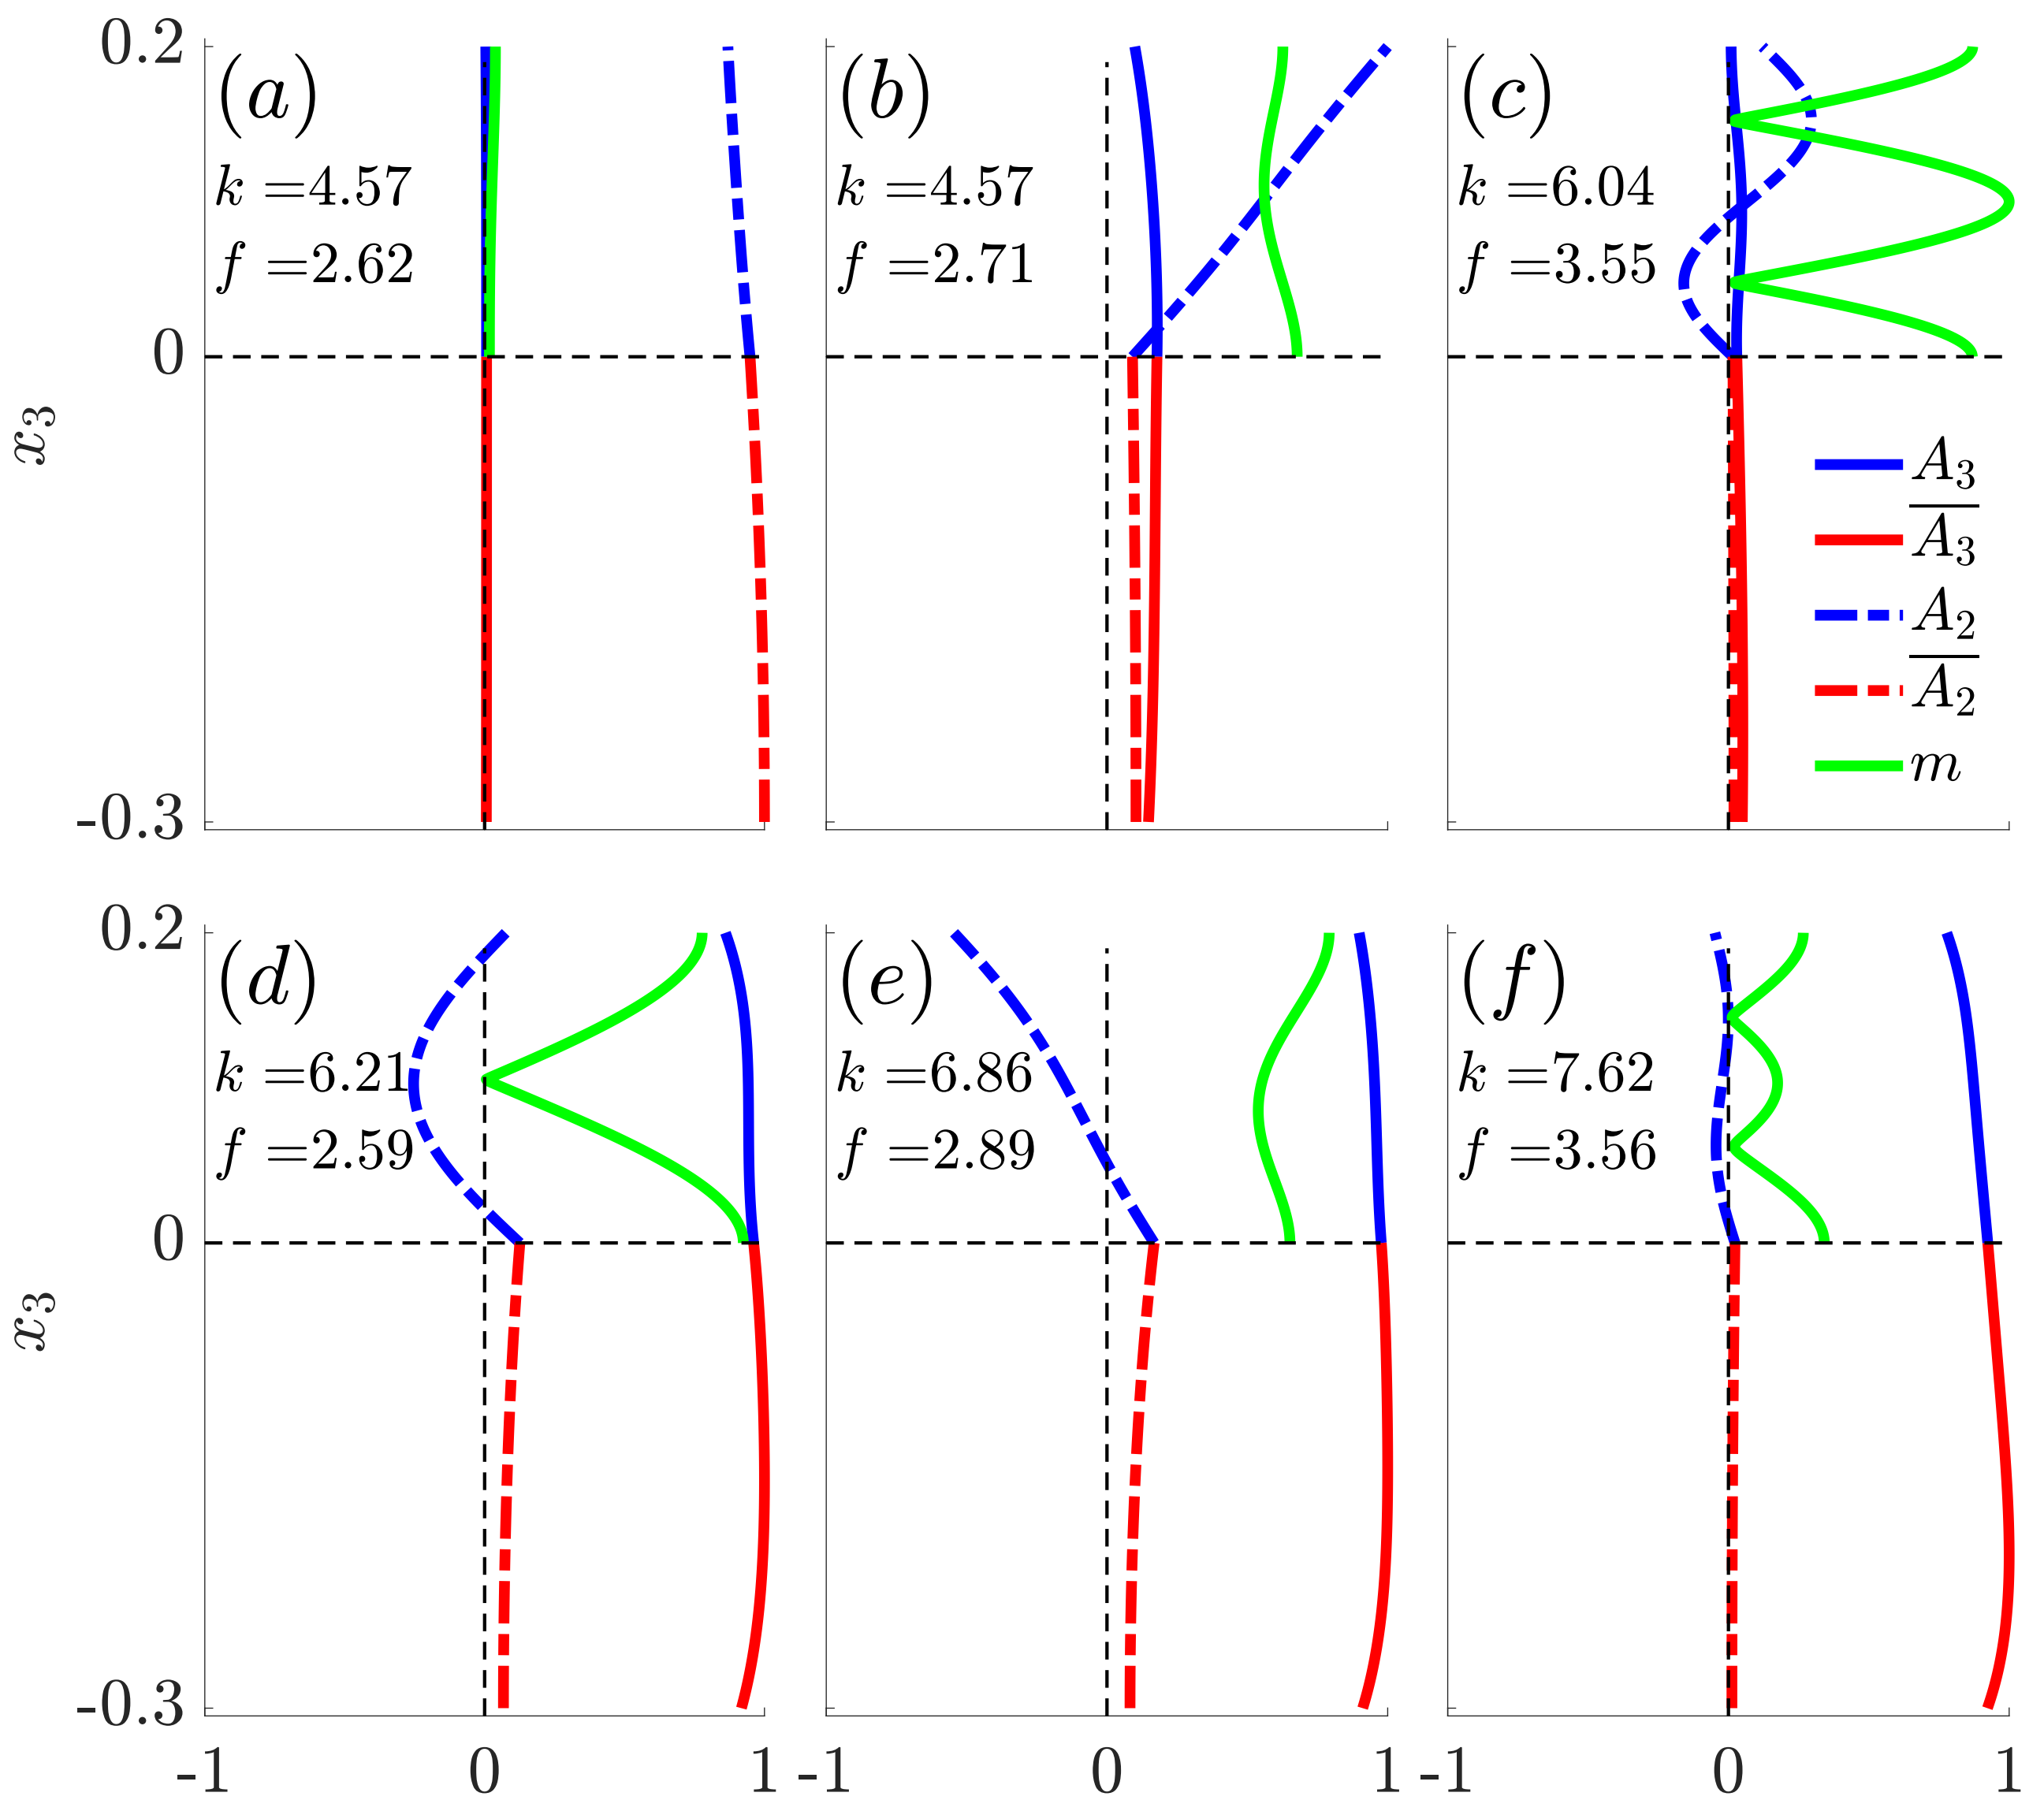 0.2
0
-0.3
x₃
(a)
k =4.57
f =2.62
(b)
k =4.57
f =2.71
(c)
k =6.04
f =3.55
A₃
A̅₃
A₂
A̅₂
m
0.2
0
-0.3
x₃
(d)
k =6.21
f =2.59
(e)
k =6.86
f =2.89
(f)
k =7.62
f =3.56
-1 0 1
-1 0 1
-1 0 1